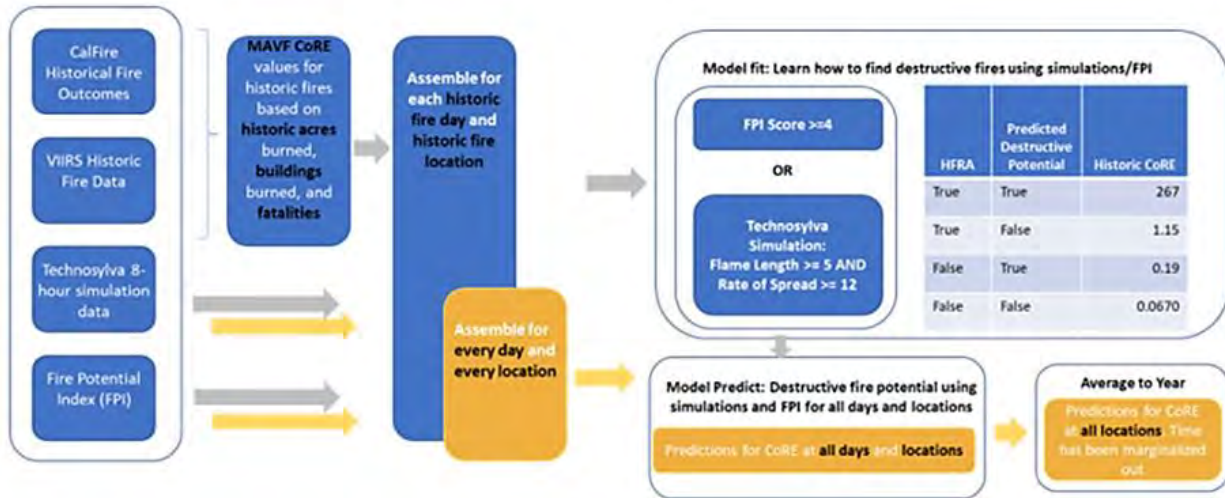 CalFire
Historical Fire
Outcomes
VIIRS Historic
Fire Data
Technosylva 8-
hour simulation
data
Fire Potential
Index (FPI)
MAVF CoRE
values for
historic fires
based on
historic acres
burned,
buildings
burned, and
fatalities
Assemble for
each historic
fire day and
historic fire
location
Assemble for
every day and
every location
Model fit: Learn how to find destructive fires using simulations/FPI
FPI Score >=4
OR
Technosylva
Simulation:
Flame Length >= 5 AND
Rate of Spread >= 12
HFRA
Predicted
Destructive
Potential
Historic CoRE
True True 267
True False 1.15
False True 0.19
False False 0.0670
Model Predict: Destructive fire potential using
simulations and FPI for all days and locations
Predictions for CoRE at all days and locations
Average to Year
Predictions for CoRE
at all locations. Time
has been marginalized
out